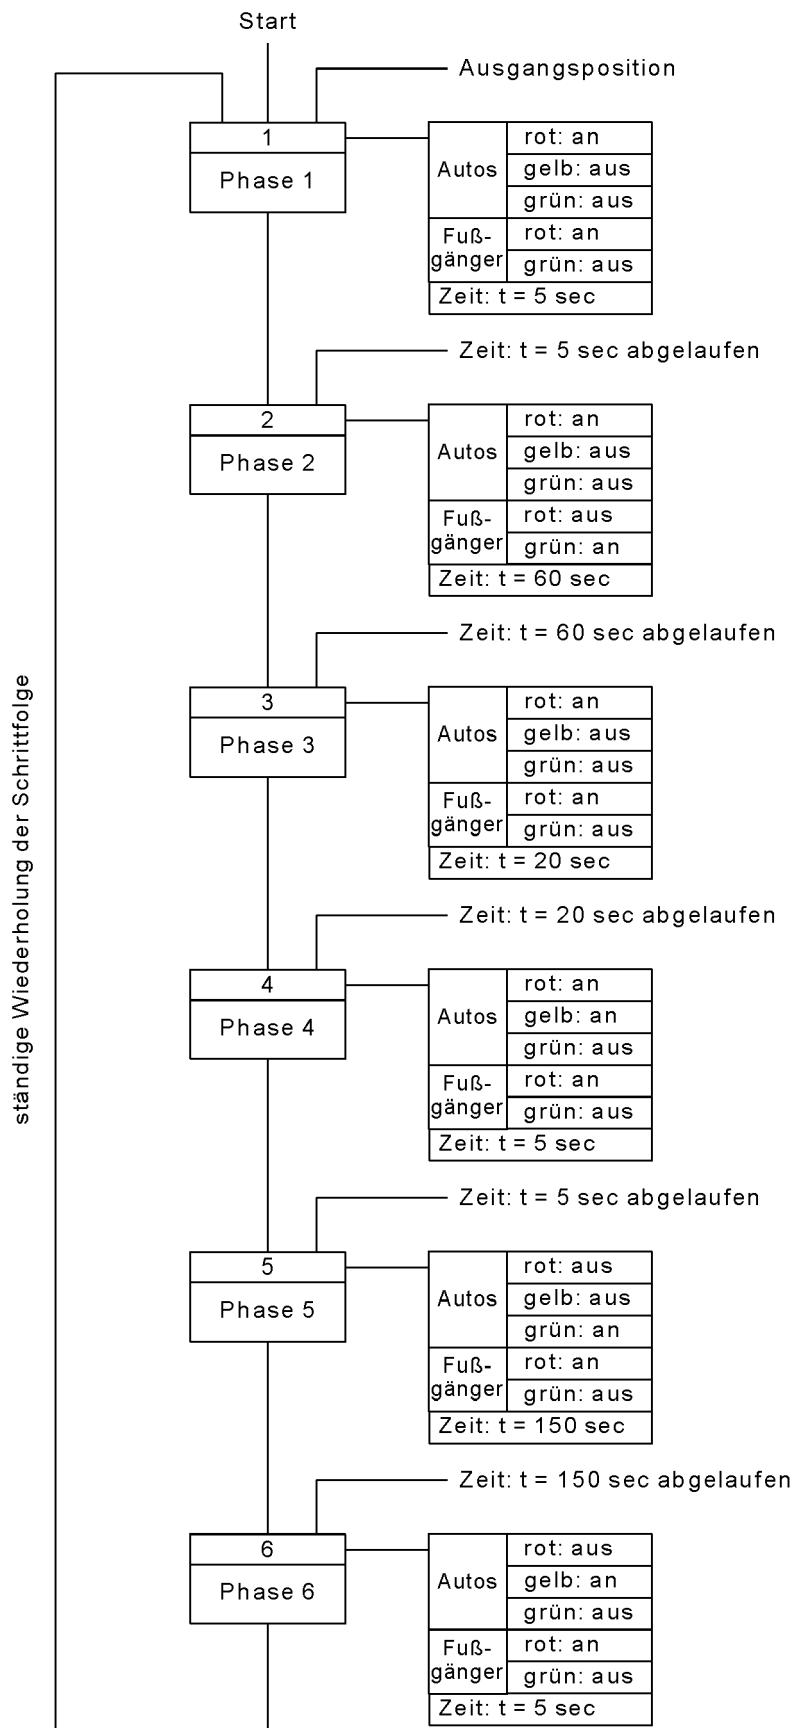 Start
Ausgangsposition
1
Phase 1
Autos
rot: an
gelb: aus
grün: aus
Fuß-
gänger
rot: an
grün: aus
Zeit: t = 5 sec
Zeit: t = 5 sec abgelaufen
2
Phase 2
Autos
rot: an
gelb: aus
grün: aus
Fuß-
gänger
rot: aus
grün: an
Zeit: t = 60 sec
Zeit: t = 60 sec abgelaufen
3
Phase 3
Autos
rot: an
gelb: aus
grün: aus
Fuß-
gänger
rot: an
grün: aus
Zeit: t = 20 sec
Zeit: t = 20 sec abgelaufen
4
Phase 4
Autos
rot: an
gelb: an
grün: aus
Fuß-
gänger
rot: an
grün: aus
Zeit: t = 5 sec
Zeit: t = 5 sec abgelaufen
5
Phase 5
Autos
rot: aus
gelb: aus
grün: an
Fuß-
gänger
rot: an
grün: aus
Zeit: t = 150 sec
Zeit: t = 150 sec abgelaufen
6
Phase 6
Autos
rot: aus
gelb: an
grün: aus
Fuß-
gänger
rot: an
grün: aus
Zeit: t = 5 sec
ständige Wiederholung der Schrittfolge